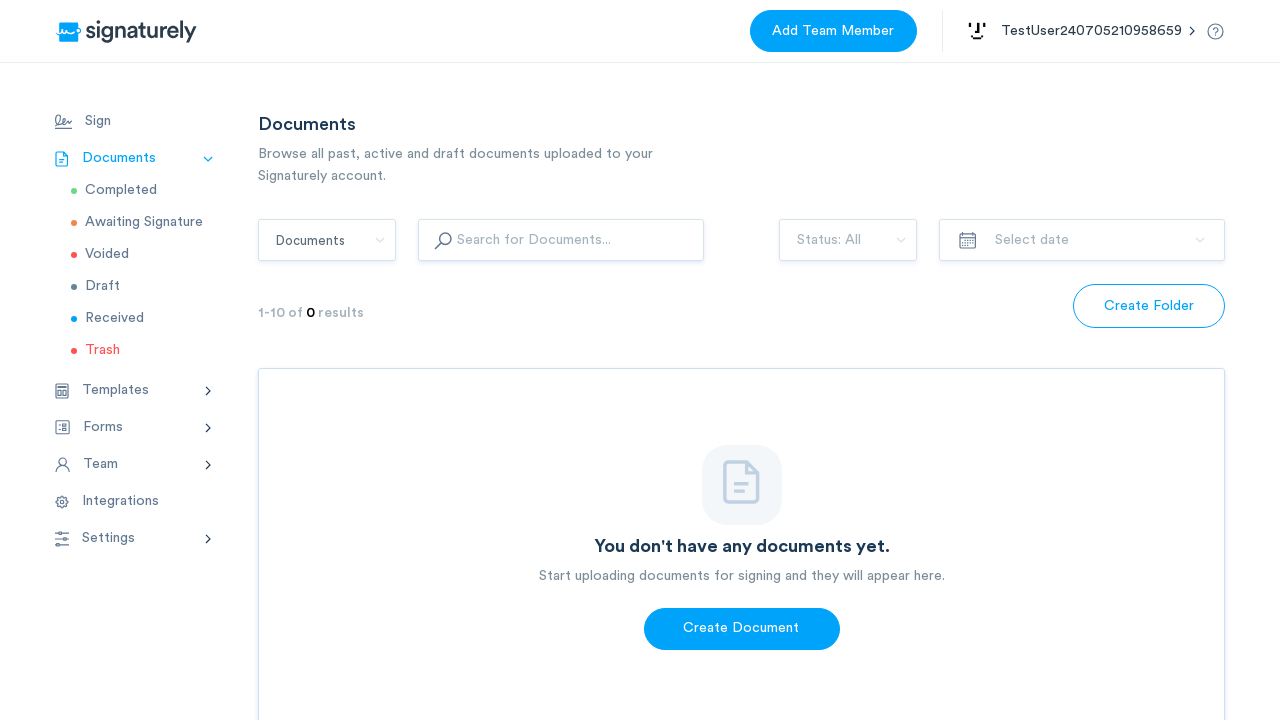 signaturely
Add Team Member
TestUser240705210958659
Sign
Documents
Completed
Awaiting Signature
Voided
Draft
Received
Trash
Templates
Forms
Team
Integrations
Settings
Documents
Browse all past, active and draft documents uploaded to your
Signaturely account.
Documents
Search for Documents...
Status: All
Select date
1-10 of 0 results
Create Folder
You don't have any documents yet.
Start uploading documents for signing and they will appear here.
Create Document